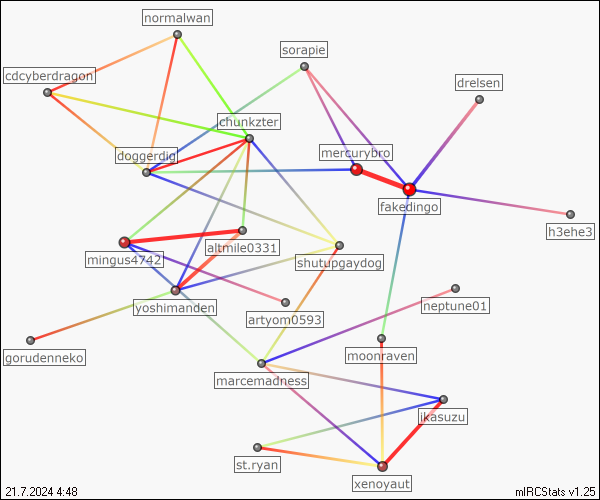 normalwan
sorapie
cdcyberdragon
drelsen
chunkzter
mercurybro
doggerdig
fakedingo
h3ehe3
altmile0331
mingus4742
shutupgaydog
yoshimanden
neptune01
artyom0593
gorudenneko
moonraven
marcemadness
ikasuzu
st.ryan
xenoyaut
21.7.2024 4:48
mIRCStats v1.25